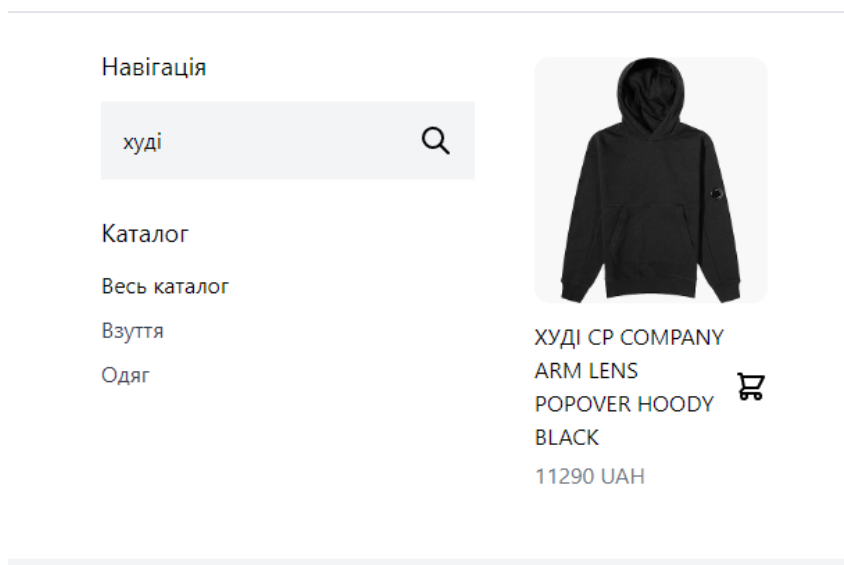 Навігація
худі
Каталог
Весь каталог
Взуття
Одяг
ХУДІ CP COMPANY
ARM LENS
POPOVER HOODY
BLACK
11290 UAH